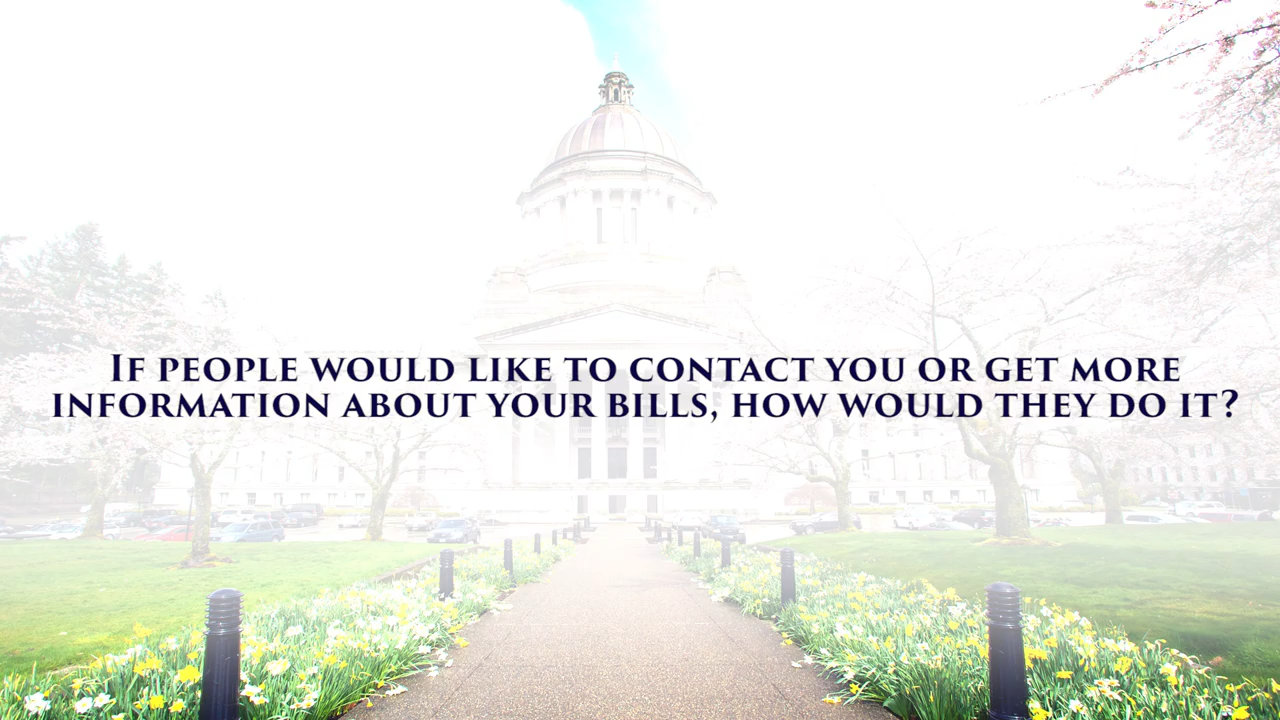 If people would like to contact you or get more
information about your bills, how would they do it?